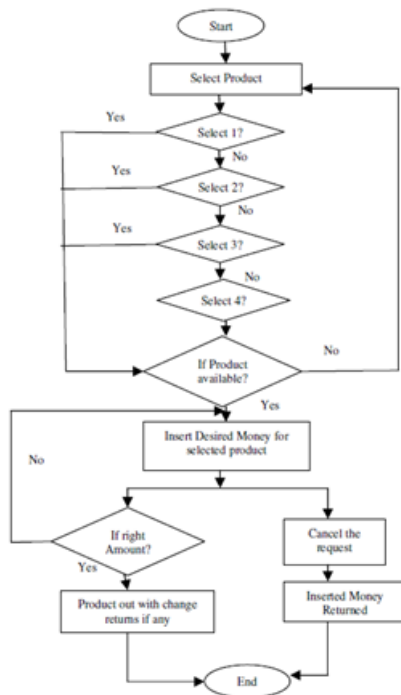 Start
Select Product
Yes
Select 1?
No
Yes
Select 2?
No
Yes
Select 3?
No
Select 4?
If Product
available?
No
Yes
Insert Desired Money for
selected product
No
If right
Amount?
Yes
Cancel the
request
Product out with change
returns if any
Inserted Money
Returned
End